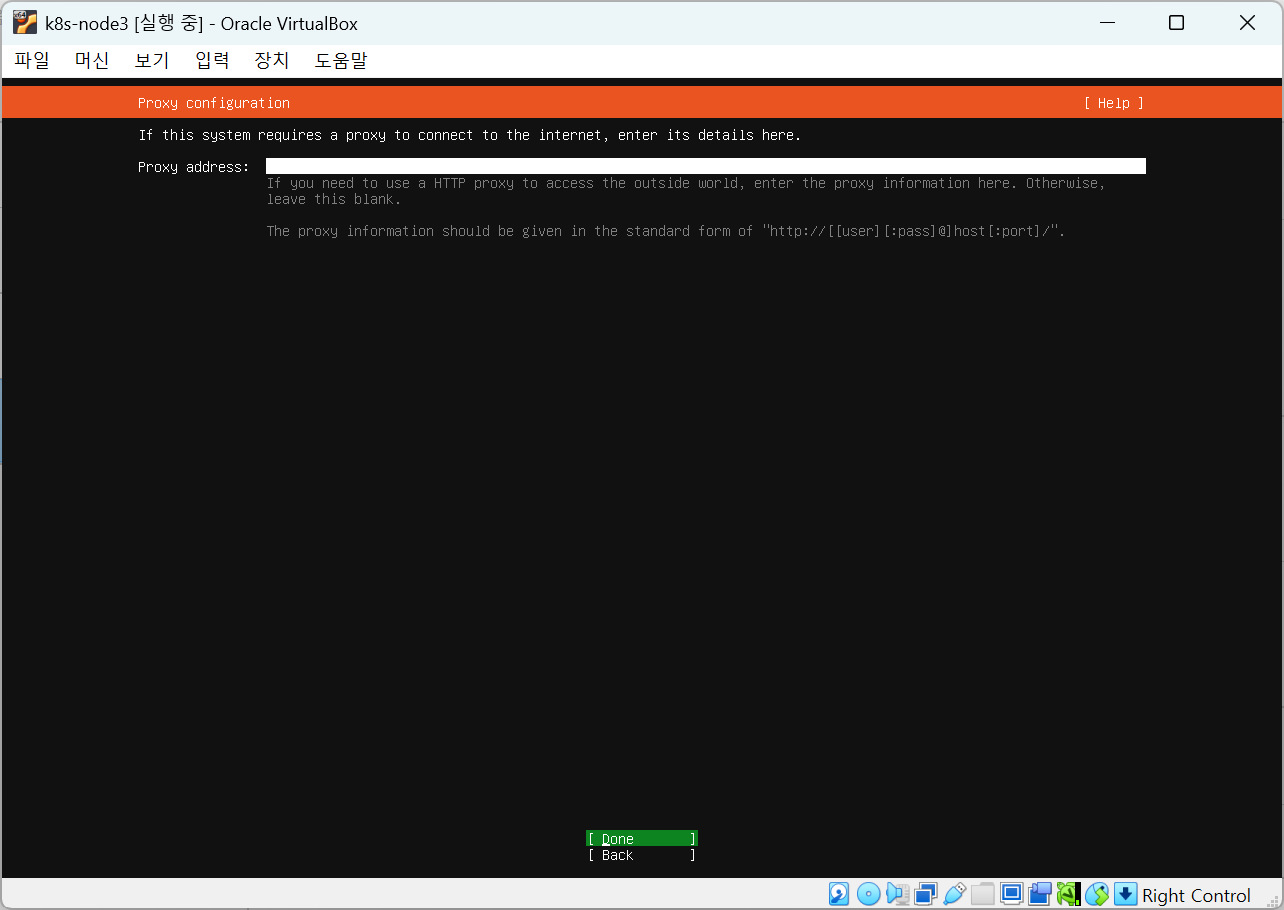 k8s-node3 [실행 중] - Oracle VirtualBox
파일 머신 보기 입력 장치 도움말
Proxy configuration [ Help ]
If this system requires a proxy to connect to the internet, enter its details here.
Proxy address:
If you need to use a HTTP proxy to access the outside world, enter the proxy information here. Otherwise,
leave this blank.
The proxy information should be given in the standard form of "http://[[user][:pass]@]host[:port]/".
[ Done ]
[ Back ]
Right Control